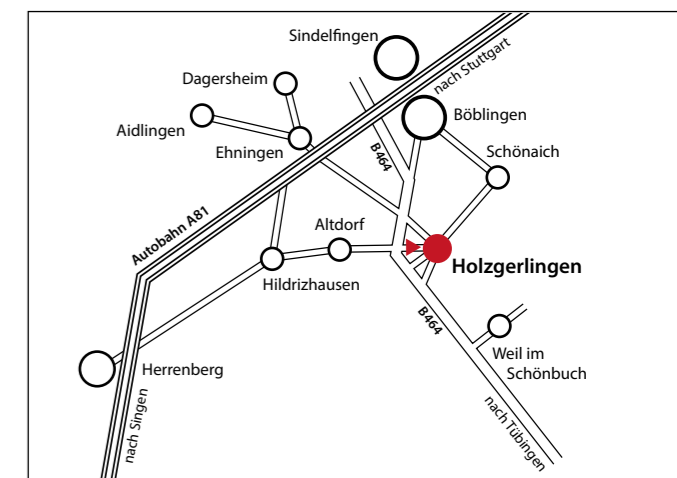 Sindelfingen
nach Stuttgart
Dagersheim
Böblingen
Aidlingen
Ehningen
B464
Schönaich
Autobahn A81
Altdorf
Holzgerlingen
Hildrizhausen
B464
Weil im
Schönbuch
Herrenberg
nach Singen
nach Tübingen